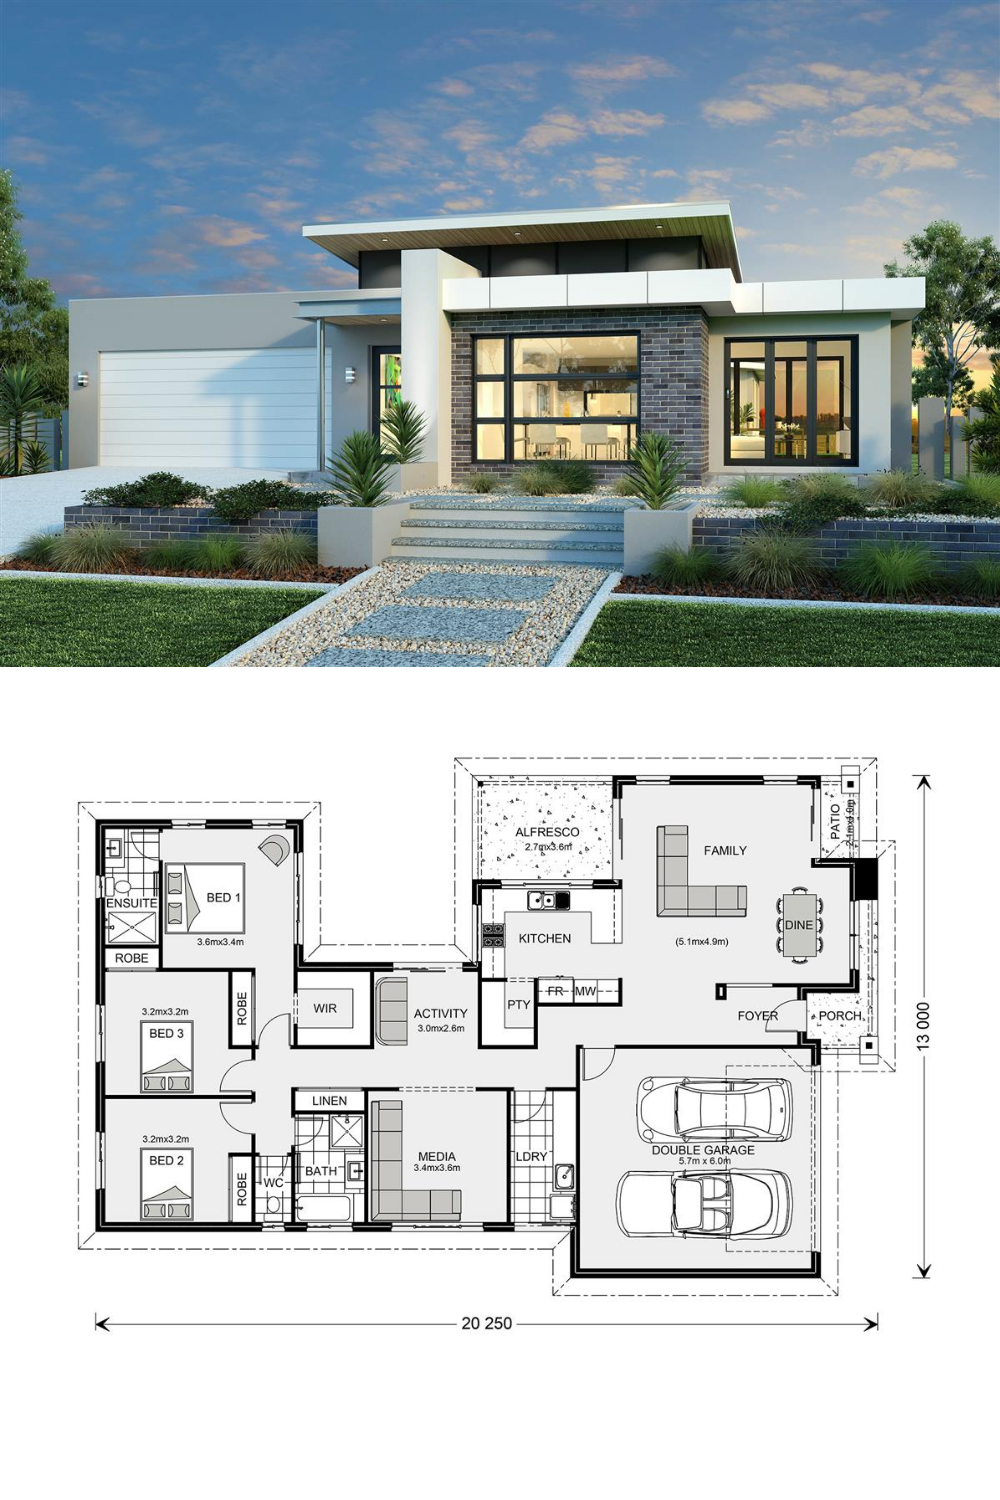 ALFRESCO
2.7mx3.6m
FAMILY
(5.1mx4.9m)
PATIO
2.1mx1.0m
DINE
KITCHEN
FR
MW
PTY
FOYER
PORCH
ENSUITE
BED 1
3.6mx3.4m
ROBE
ROBE
WIR
ACTIVITY
3.0mx2.6m
3.2mx3.2m
BED 3
LINEN
3.2mx3.2m
BED 2
ROBE
WC
BATH
MEDIA
3.4mx3.6m
LDRY
DOUBLE GARAGE
5.7m x 6.0m
13 000
20 250